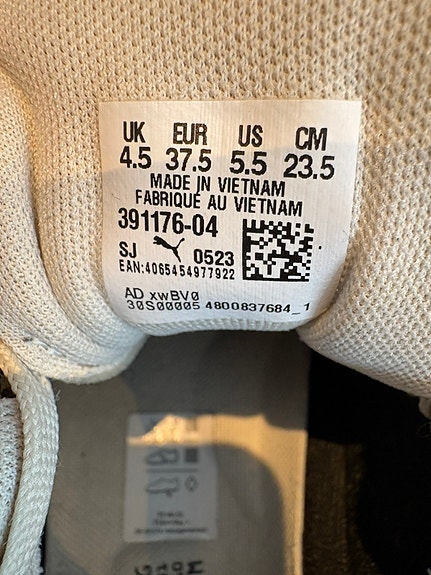 UK EUR US CM
4.5 37.5 5.5 23.5
MADE IN VIETNAM
FABRIQUÉ AU VIETNAM
391176-04
SJ 0523
EAN:4065454977922
AD xwBV0
30S00005 4800837684_1